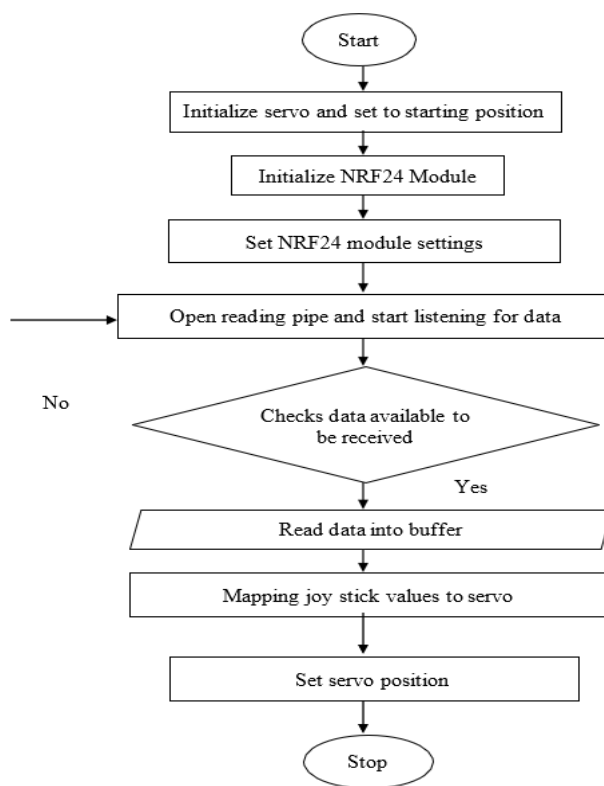 Start
Initialize servo and set to starting position
Initialize NRF24 Module
Set NRF24 module settings
Open reading pipe and start listening for data
No
Checks data available to
be received
Yes
Read data into buffer
Mapping joy stick values to servo
Set servo position
Stop